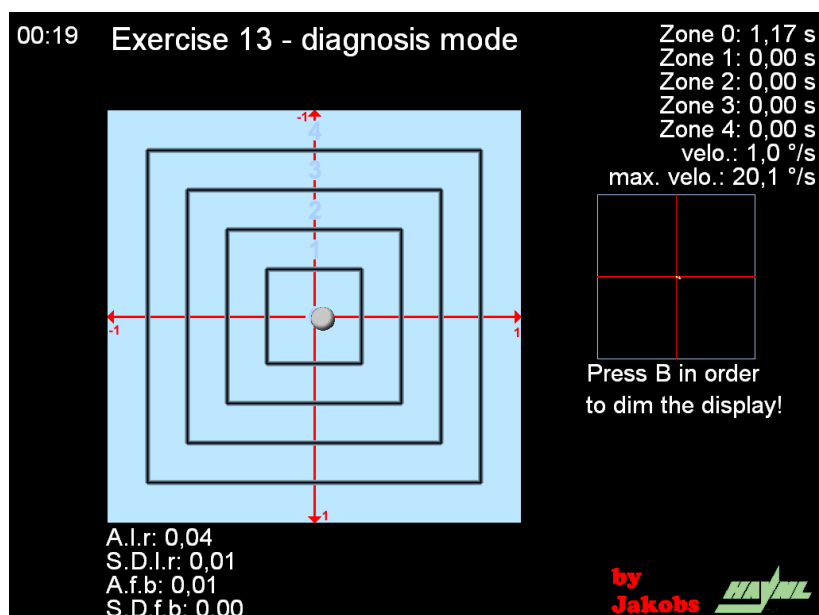 00:19
Exercise 13 - diagnosis mode
Zone 0: 1,17 s
Zone 1: 0,00 s
Zone 2: 0,00 s
Zone 3: 0,00 s
Zone 4: 0,00 s
velo.: 1,0 °/s
max. velo.: 20,1 °/s
-1
4
3
2
1
-1
1
1
Press B in order
to dim the display!
A.l.r: 0,04
S.D.l.r: 0,01
A.f.b: 0,01
S.D.f.b: 0,00
by
Jakobs